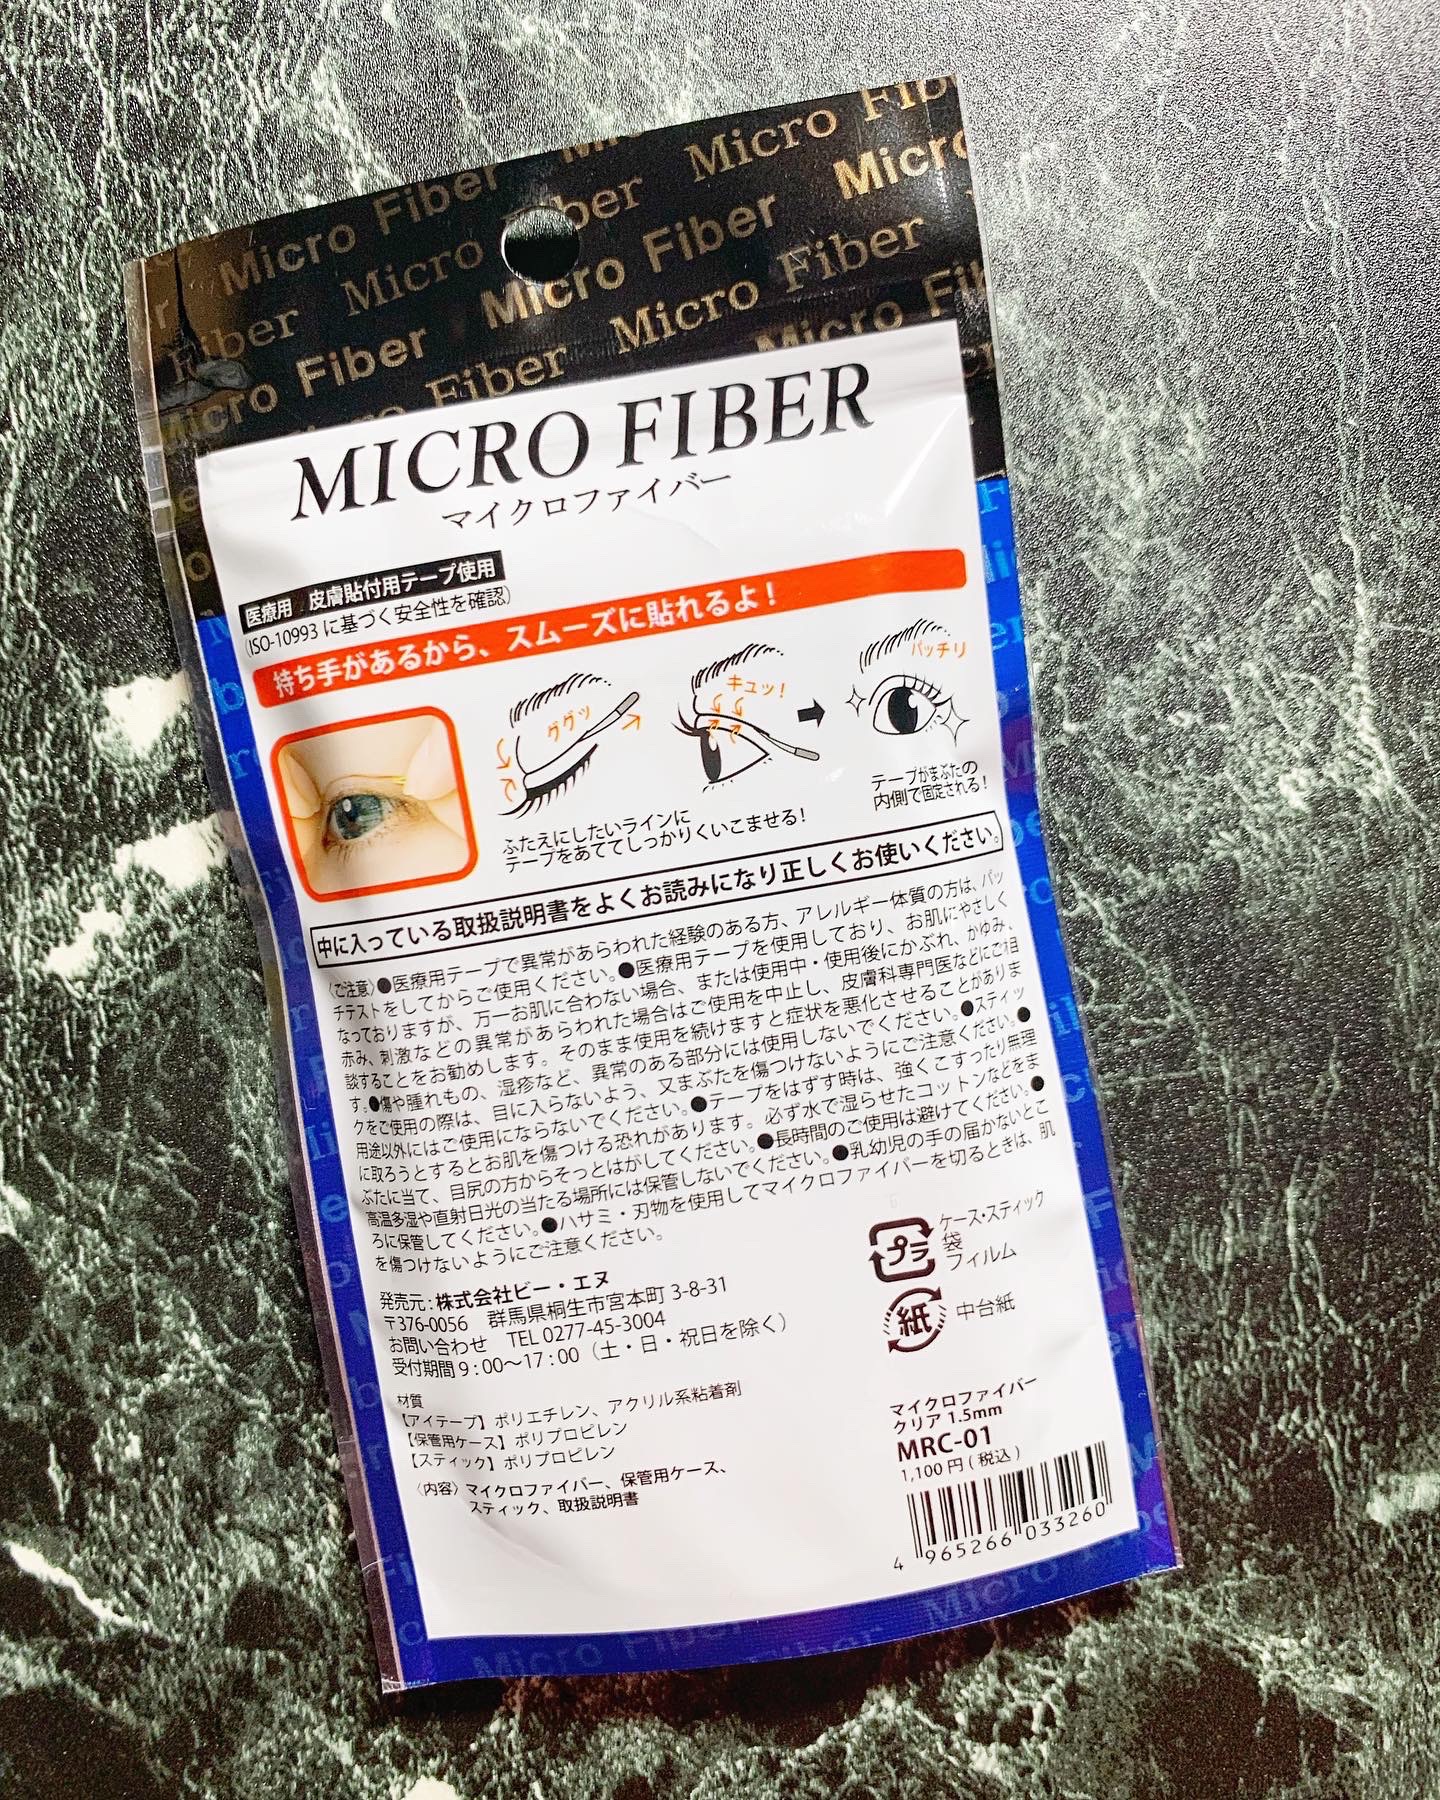 Micro Fib
Micro Fiber Micro
Micro Fiber Micro Fiber
Fiber Micro Fiber Micro Fiber
Micro Fiber Micro Fiber
MICRO FIBER
マイクロファイバー
医療用 皮膚貼付用テープ使用
(ISO-10993 に基づく安全性を確認)
持ち手があるから、スムーズに貼れるよ！
ググッ
キュッ！
パッチリ
ふたえにしたいラインに
テープをあててしっかりくいこませる！
テープがまぶたの
内側で固定される！
中に入っている取扱説明書をよくお読みになり正しくお使いください。
〈ご注意〉●医療用テープで異常があらわれた経験のある方、アレルギー体質の方は、パッ
チテストをしてからご使用ください。●医療用テープを使用しており、お肌にやさしく
なっておりますが、万一お肌に合わない場合、または使用中・使用後にかぶれ、かゆみ、
赤み、刺激などの異常があらわれた場合はご使用を中止し、皮膚科専門医などにご相
談することをお勧めします。そのまま使用を続けますと症状を悪化させることがありま
す。●傷や腫れもの、湿疹など、異常のある部分には使用しないでください。●スティッ
クをご使用の際は、目に入らないよう、又まぶたを傷つけないようにご注意ください。●
用途以外にはご使用にならないでください。●テープをはずす時は、強くこすったり無理
に取ろうとするとお肌を傷つける恐れがあります。必ず水で湿らせたコットンなどをま
ぶたに当て、目尻の方からそっとはがしてください。●長時間のご使用は避けてください。●
高温多湿や直射日光の当たる場所には保管しないでください。●乳幼児の手の届かないとこ
ろに保管してください。●ハサミ・刃物を使用してマイクロファイバーを切るときは、肌
を傷つけないようにご注意ください。
発売元：株式会社ビー・エヌ
〒376-0056 群馬県桐生市宮本町 3-8-31
お問い合わせ TEL 0277-45-3004
受付期間 9：00〜17：00（土・日・祝日を除く）
プラ
ケース・スティック
袋
フィルム
紙
中台紙
材質
【アイテープ】ポリエチレン、アクリル系粘着剤
【保管用ケース】ポリプロピレン
【スティック】ポリプロピレン
〈内容〉マイクロファイバー、保管用ケース、
スティック、取扱説明書
マイクロファイバー
クリア 1.5mm
MRC-01
1,100 円（税込）
4 965266 033260
Micro Fiber